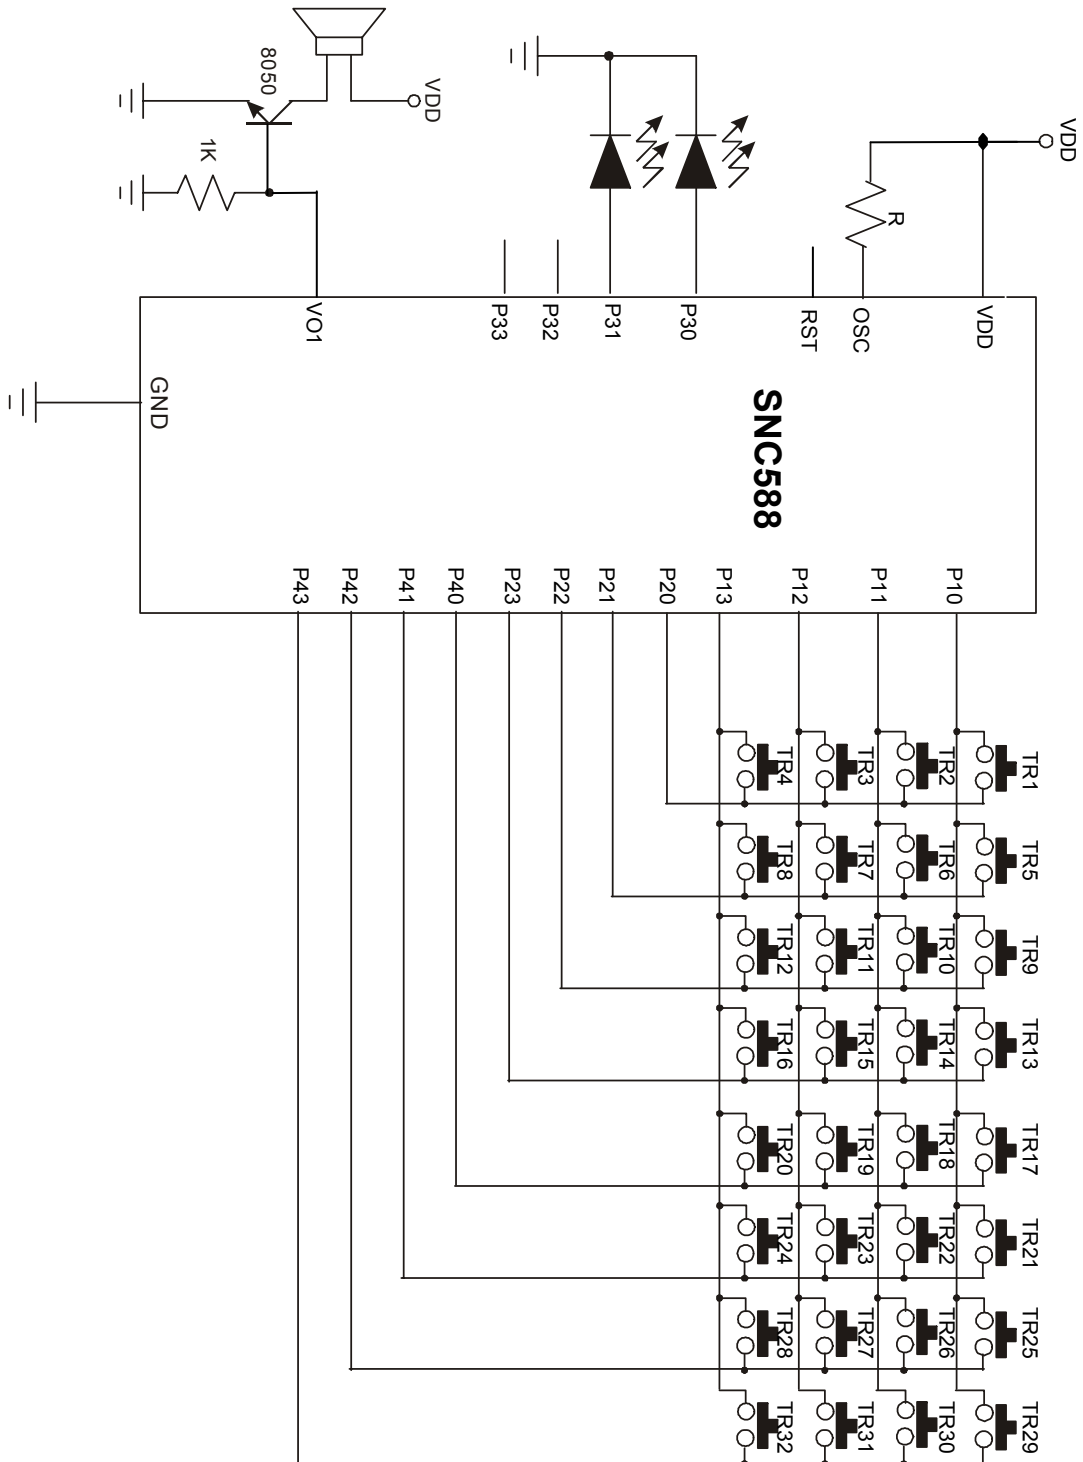 8050
VDD
VDD
1K
R
VO1
P33
P32
P31
P30
RST
OSC
VDD
GND
SNC588
P43
P42
P41
P40
P23
P22
P21
P20
P13
P12
P11
P10
TR4
TR3
TR2
TR1
TR8
TR7
TR6
TR5
TR12
TR11
TR10
TR9
TR16
TR15
TR14
TR13
TR20
TR19
TR18
TR17
TR24
TR23
TR22
TR21
TR28
TR27
TR26
TR25
TR32
TR31
TR30
TR29